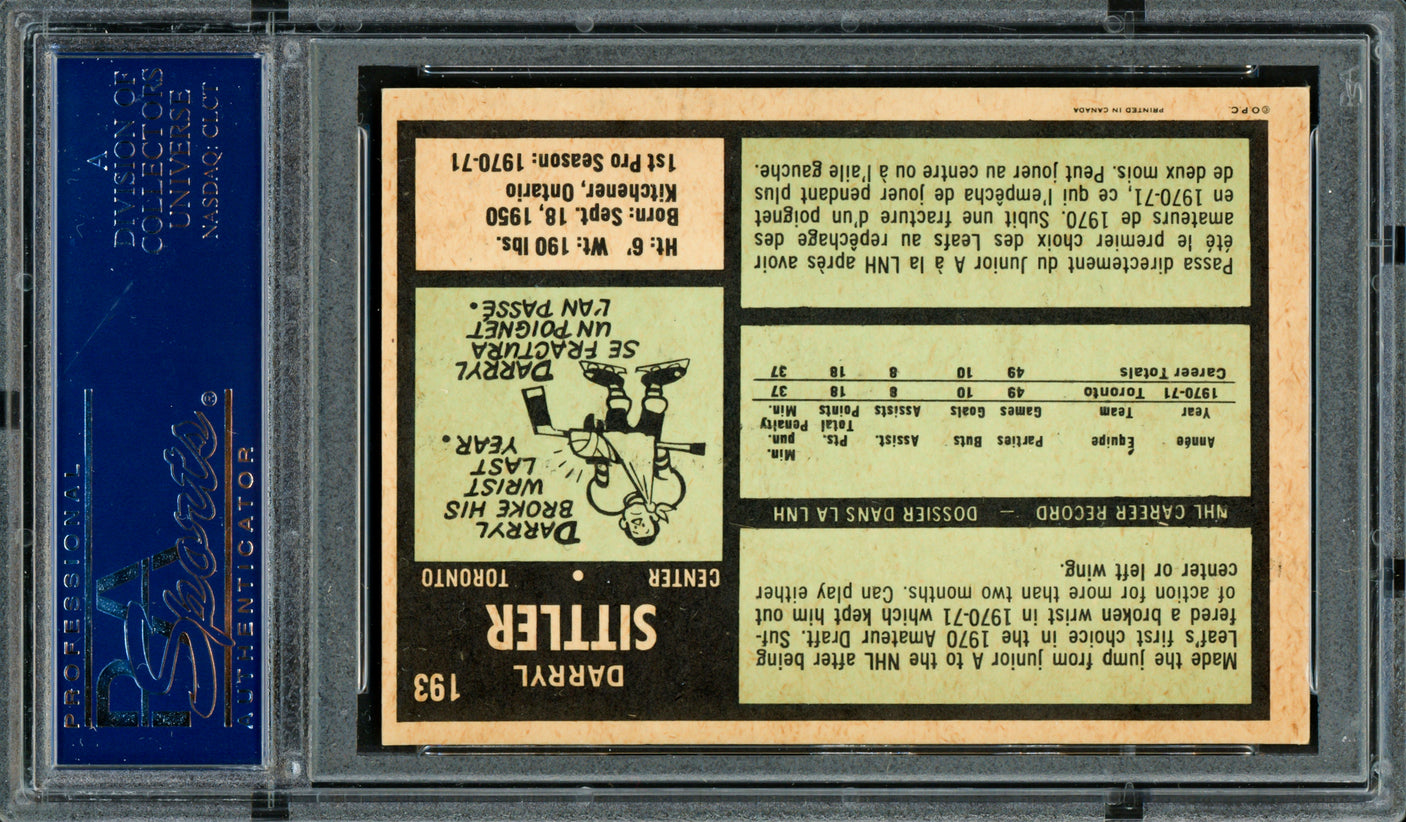 A
DIVISION OF
COLLECTORS
UNIVERSE
NASDAQ: CLCT
PROFESSIONAL
PSA
Sports®
AUTHENTICATOR
193
DARRYL
SITTLER
CENTER • TORONTO
Made the jump from junior A to the NHL after being
Leaf's first choice in the 1970 Amateur Draft. Suf-
fered a broken wrist in 1970-71 which kept him out
of action for more than two months. Can play either
center or left wing.
DARRYL
BROKE HIS
WRIST
LAST
YEAR.
DARRYL
SE FRACTURA
UN POIGNET
L'AN PASSÉ.
NHL CAREER RECORD — DOSSIER DANS LA LNH
Année Équipe Parties Buts Assist. Pts. Min. pun.
Year Team Games Goals Assists Total Points Penalty Min.
1970-71 Toronto 49 10 8 18 37
Career Totals 49 10 8 18 37
Ht: 6' Wt: 190 lbs.
Born: Sept. 18, 1950
Kitchener, Ontario
1st Pro Season: 1970-71
Passa directement du Junior A à la LNH après avoir
été le premier choix des Leafs au repêchage des
amateurs de 1970. Subit une fracture d'un poignet
en 1970-71, ce qui l'empêcha de jouer pendant plus
de deux mois. Peut jouer au centre ou à l'aile gauche.
©O.P.C. PRINTED IN CANADA